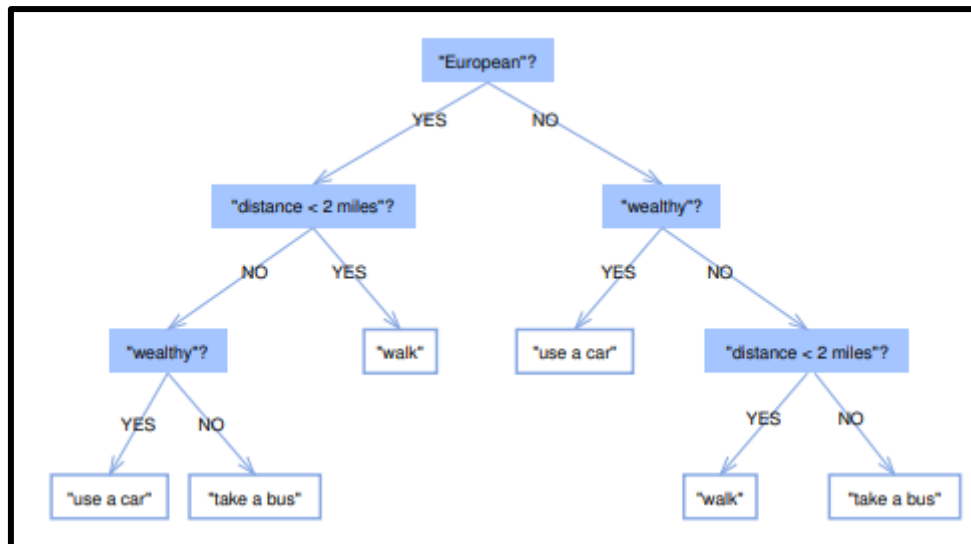 "European"?
YES
NO
"distance < 2 miles"?
"wealthy"?
NO
YES
YES
NO
"wealthy"?
"walk"
"use a car"
"distance < 2 miles"?
YES
NO
YES
NO
"use a car"
"take a bus"
"walk"
"take a bus"